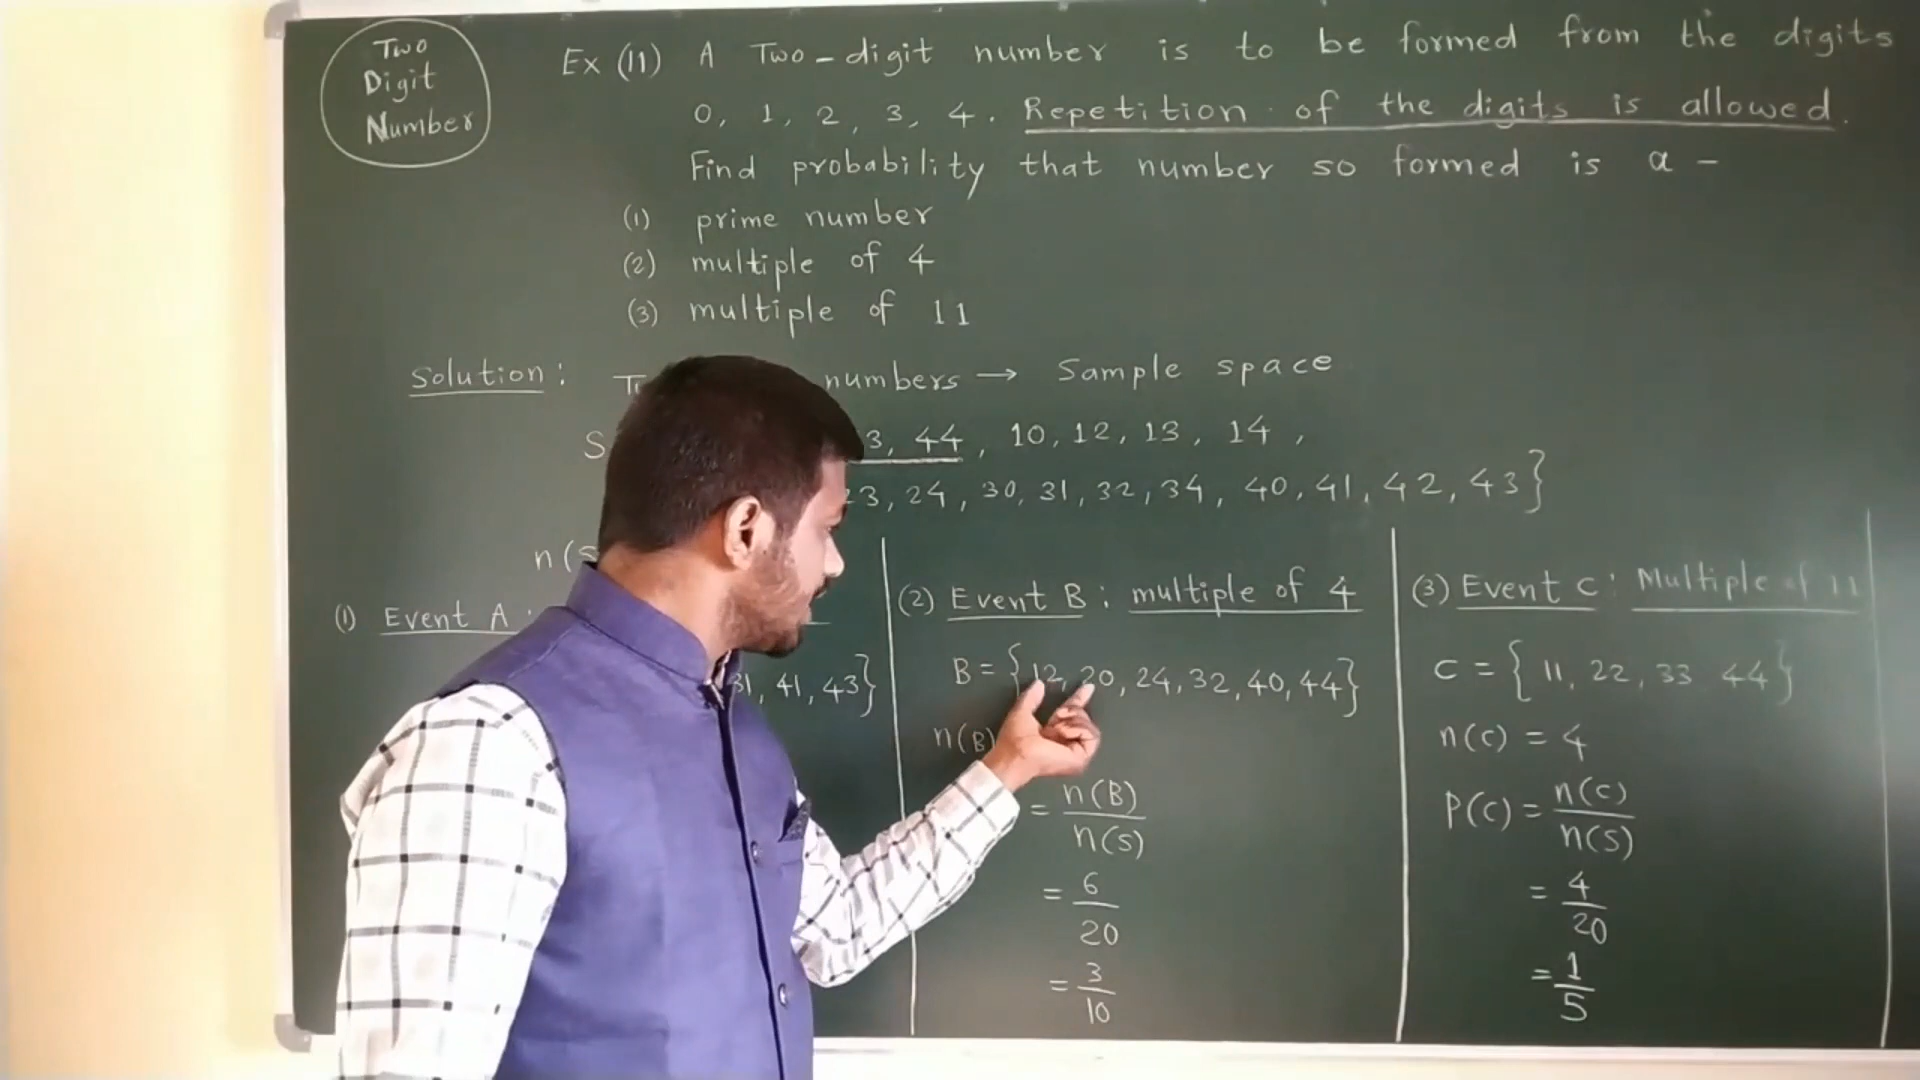 Two
Digit
Number
Ex (11) A Two-digit number is to be formed from the digits
0, 1, 2, 3, 4. Repetition of the digits is allowed.
Find probability that number so formed is a -
(1) prime number
(2) multiple of 4
(3) multiple of 11
Solution: numbers → Sample space
S 3, 44, 10, 12, 13, 14,
23, 24, 30, 31, 32, 34, 40, 41, 42, 43}
n(S
(1) Event A:
31, 41, 43}
(2) Event B: multiple of 4
B = {12, 20, 24, 32, 40, 44}
n(B)
= n(B)
n(S)
= 6
20
= 3
10
(3) Event C: Multiple of 11
C = {11, 22, 33 44}
n(C) = 4
P(C) = n(C)
n(S)
= 4
20
= 1
5